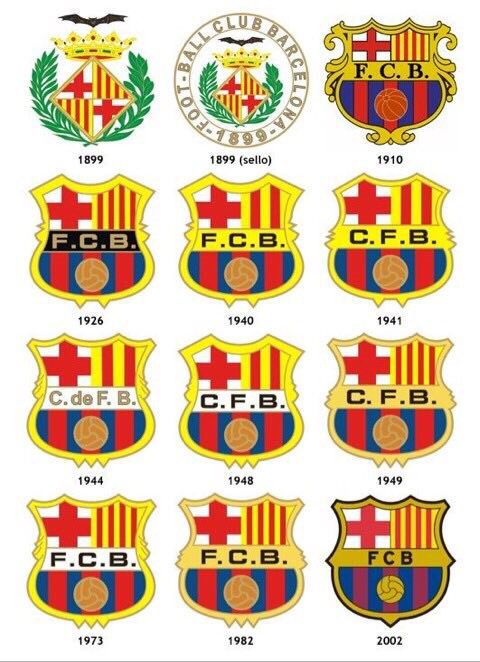 FOOT-BALL CLUB BARCELONA
-1899-
F.C.B.
1899
1899 (sello)
1910
F.C.B.
F.C.B.
C.F.B.
1926
1940
1941
C. de F. B.
C.F.B.
C.F.B.
1944
1948
1949
F.C.B.
F.C.B.
FCB
1973
1982
2002